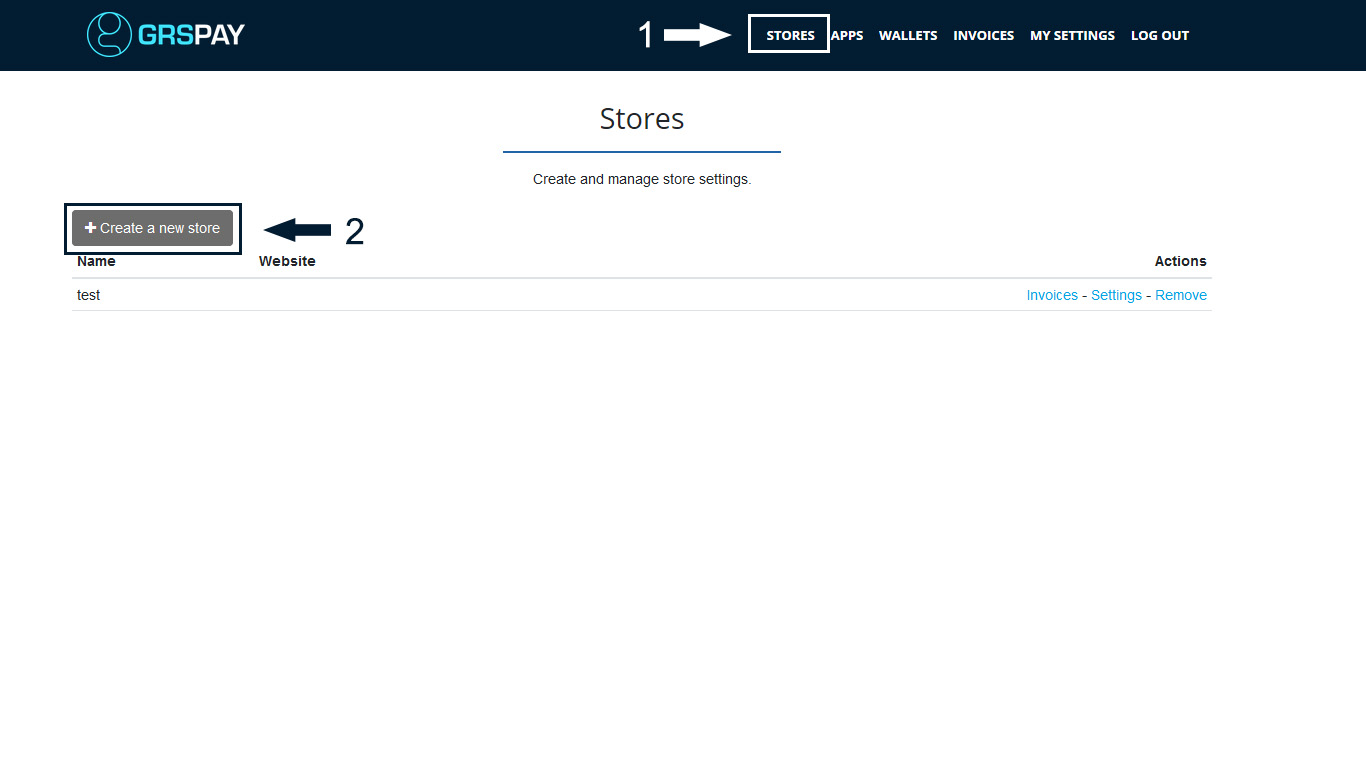 GRSPAY 1 STORES APPS WALLETS INVOICES MY SETTINGS LOG OUT
Stores
Create and manage store settings.
Create a new store 2
Name Website Actions
test Invoices - Settings - Remove